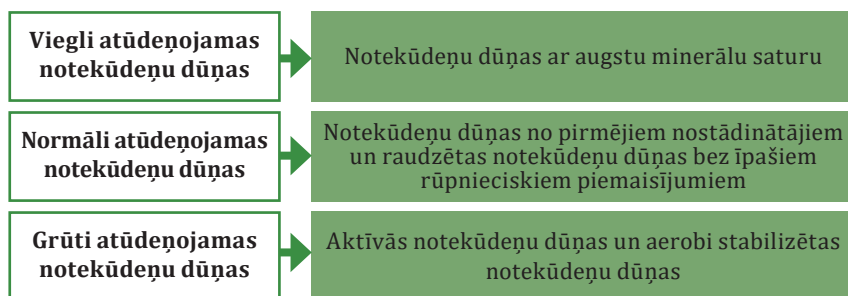 Viegli atūdeņojamas
notekūdeņu dūņas
Notekūdeņu dūņas ar augstu minerālu saturu
Normāli atūdeņojamas
notekūdeņu dūņas
Notekūdeņu dūņas no pirmējiem nostādinātājiem
un raudzētas notekūdeņu dūņas bez īpašiem
rūpnieciskiem piemaisījumiem
Grūti atūdeņojamas
notekūdeņu dūņas
Aktīvās notekūdeņu dūņas un aerobi stabilizētas
notekūdeņu dūņas